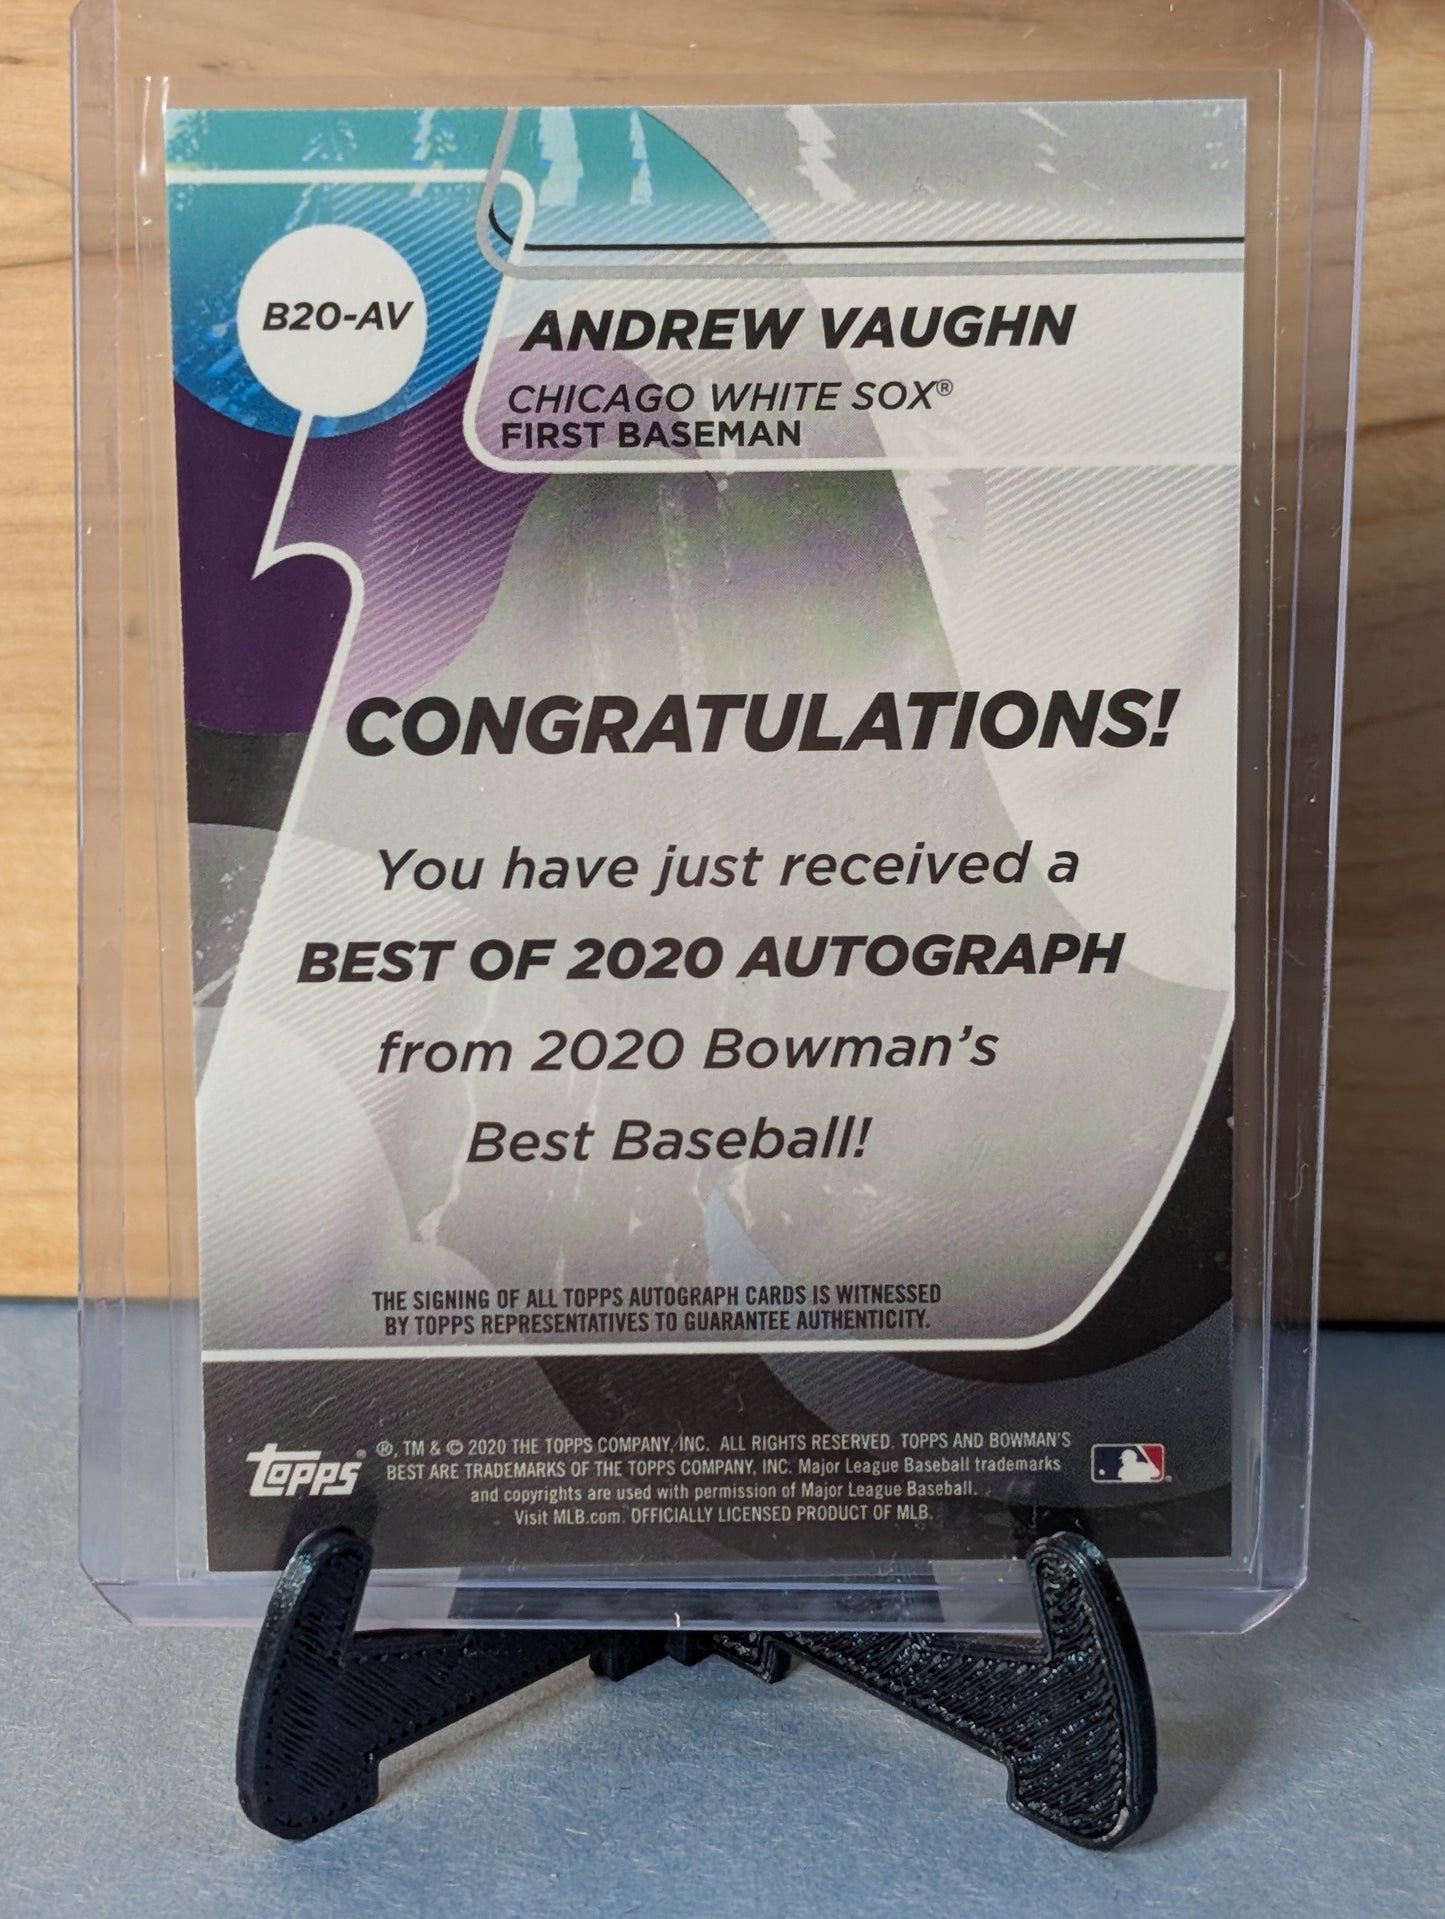 B20-AV
ANDREW VAUGHN
CHICAGO WHITE SOX®
FIRST BASEMAN
CONGRATULATIONS!
You have just received a
BEST OF 2020 AUTOGRAPH
from 2020 Bowman's
Best Baseball!
THE SIGNING OF ALL TOPPS AUTOGRAPH CARDS IS WITNESSED
BY TOPPS REPRESENTATIVES TO GUARANTEE AUTHENTICITY.
topps®
®, TM & © 2020 THE TOPPS COMPANY, INC. ALL RIGHTS RESERVED. TOPPS AND BOWMAN'S
BEST ARE TRADEMARKS OF THE TOPPS COMPANY, INC. Major League Baseball trademarks
and copyrights are used with permission of Major League Baseball.
Visit MLB.com. OFFICIALLY LICENSED PRODUCT OF MLB.